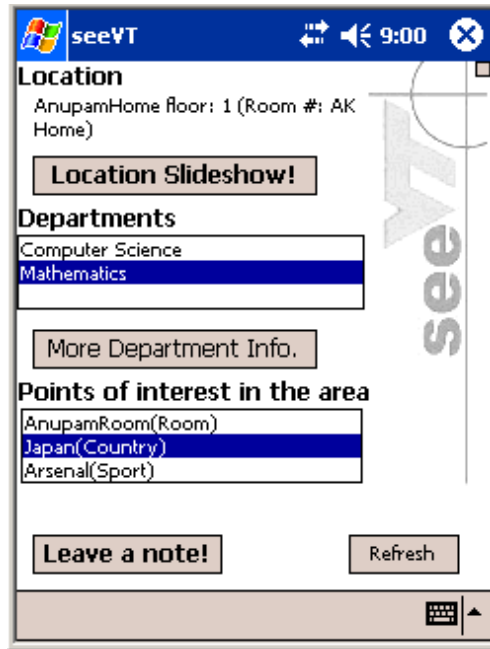 seeVT
9:00
Location
AnupamHome floor: 1 (Room #: AK
Home)
Location Slideshow!
Departments
Computer Science
Mathematics
More Department Info.
Points of interest in the area
AnupamRoom(Room)
Japan(Country)
Arsenal(Sport)
Leave a note!
Refresh
see VT